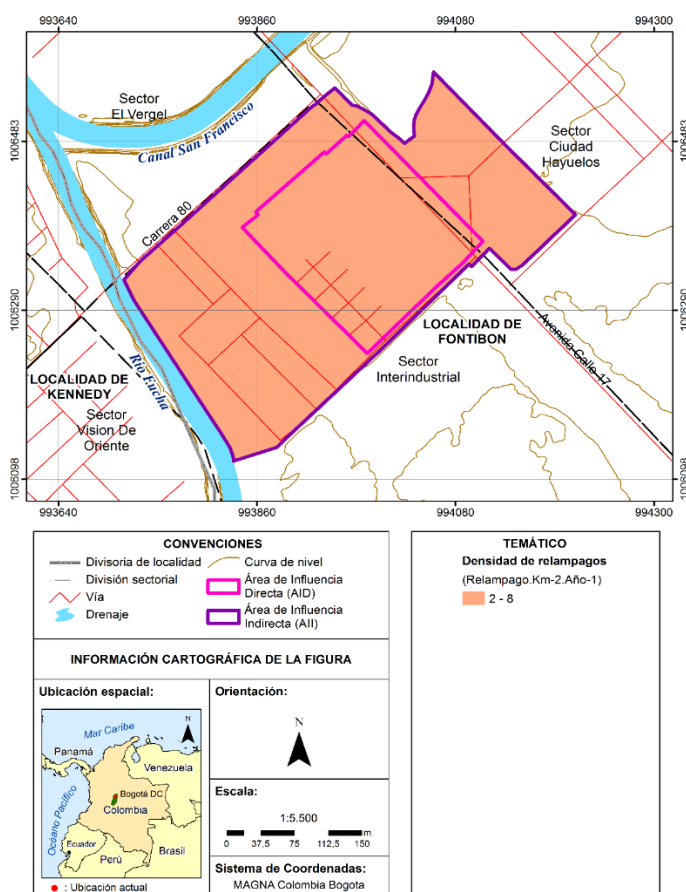 993640
993860
994080
994300
Sector
El Vergel
Canal San Francisco
1006483
1006483
Sector
Ciudad
Hayuelos
Carrera 80
1006290
1006290
LOCALIDAD DE
FONTIBON
Avenida Calle 17
Sector
Interindustrial
LOCALIDAD DE
KENNEDY
Río Fucha
Sector
Vision De
Oriente
1006098
1006098
993640
993860
994080
994300
CONVENCIONES
Divisoria de localidad
División sectorial
Vía
Drenaje
Curva de nivel
Área de Influencia
Directa (AID)
Área de Influencia
Indirecta (AII)
TEMÁTICO
Densidad de relampagos
(Relampago.Km-2.Año-1)
2 - 8
INFORMACIÓN CARTOGRÁFICA DE LA FIGURA
Ubicación espacial:
Mar Caribe
N
Panamá
Venezuela
Océano Pacífico
Bogotá DC
Colombia
Ecuador
Perú
Brasil
: Ubicación actual
Orientación:
N
Escala:
1:5.500
0 37,5 75 112,5 150
m.
Sistema de Coordenadas:
MAGNA Colombia Bogota